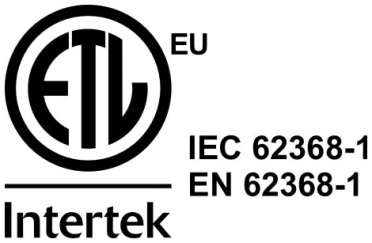 ETL
EU
IEC 62368-1
EN 62368-1
Intertek